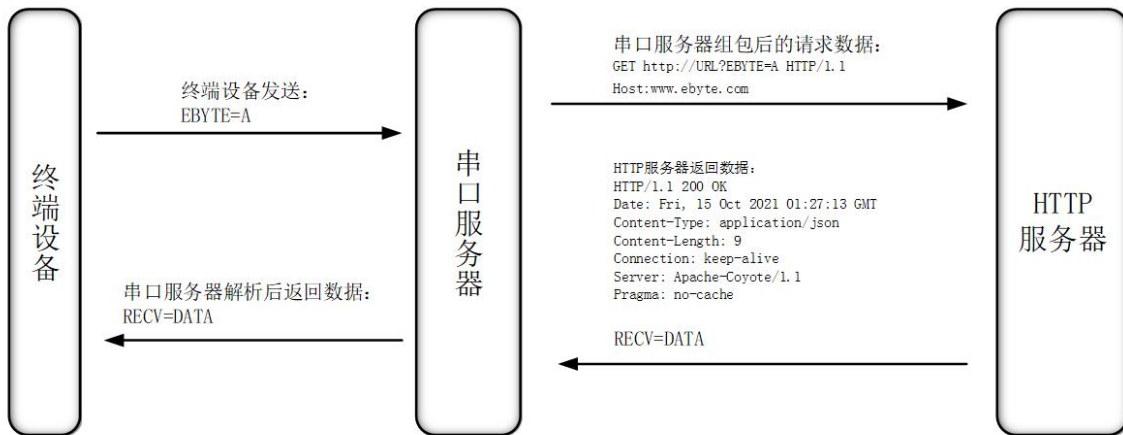 终端设备
终端设备发送:
EBYTE=A
串口服务器解析后返回数据:
RECV=DATA
串口服务器
串口服务器组包后的请求数据:
GET http://URL?EBYTE=A HTTP/1.1
Host:www.ebyte.com
HTTP服务器返回数据:
HTTP/1.1 200 OK
Date: Fri, 15 Oct 2021 01:27:13 GMT
Content-Type: application/json
Content-Length: 9
Connection: keep-alive
Server: Apache-Coyote/1.1
Pragma: no-cache
RECV=DATA
HTTP
服务器